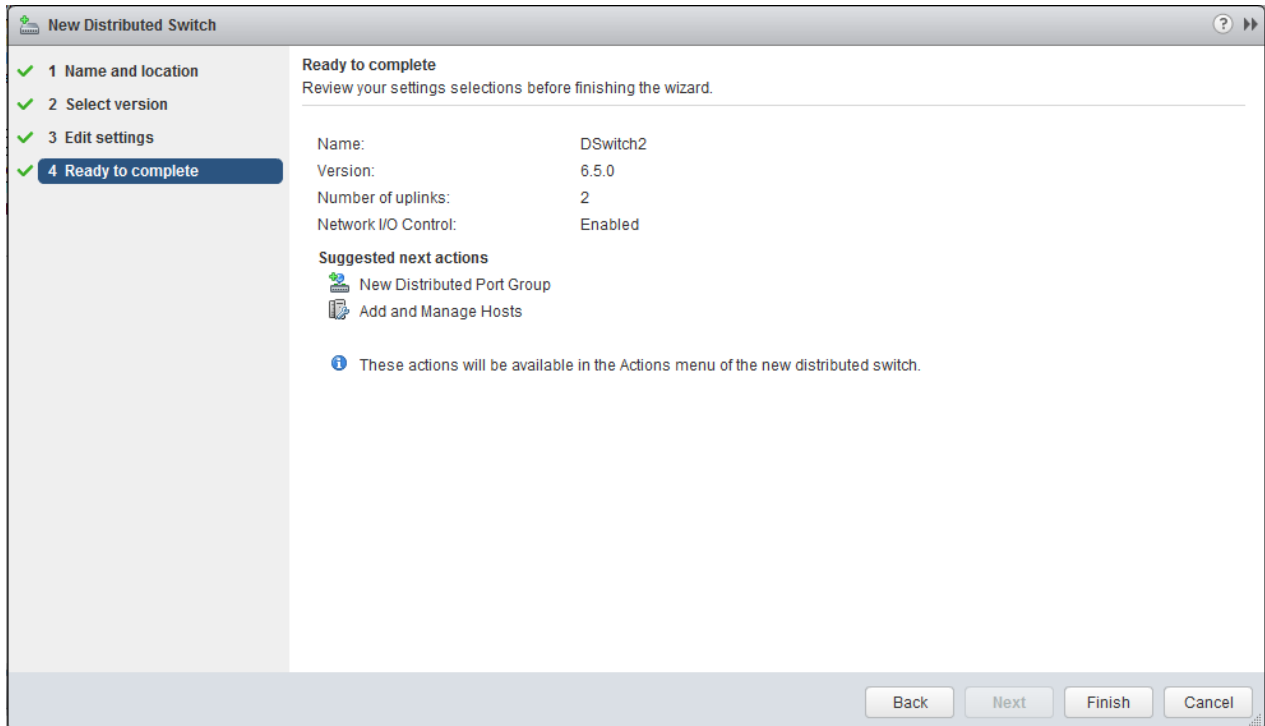 New Distributed Switch
?
1 Name and location
2 Select version
3 Edit settings
4 Ready to complete
Ready to complete
Review your settings selections before finishing the wizard.
Name: DSwitch2
Version: 6.5.0
Number of uplinks: 2
Network I/O Control: Enabled
Suggested next actions
New Distributed Port Group
Add and Manage Hosts
These actions will be available in the Actions menu of the new distributed switch.
Back Next Finish Cancel